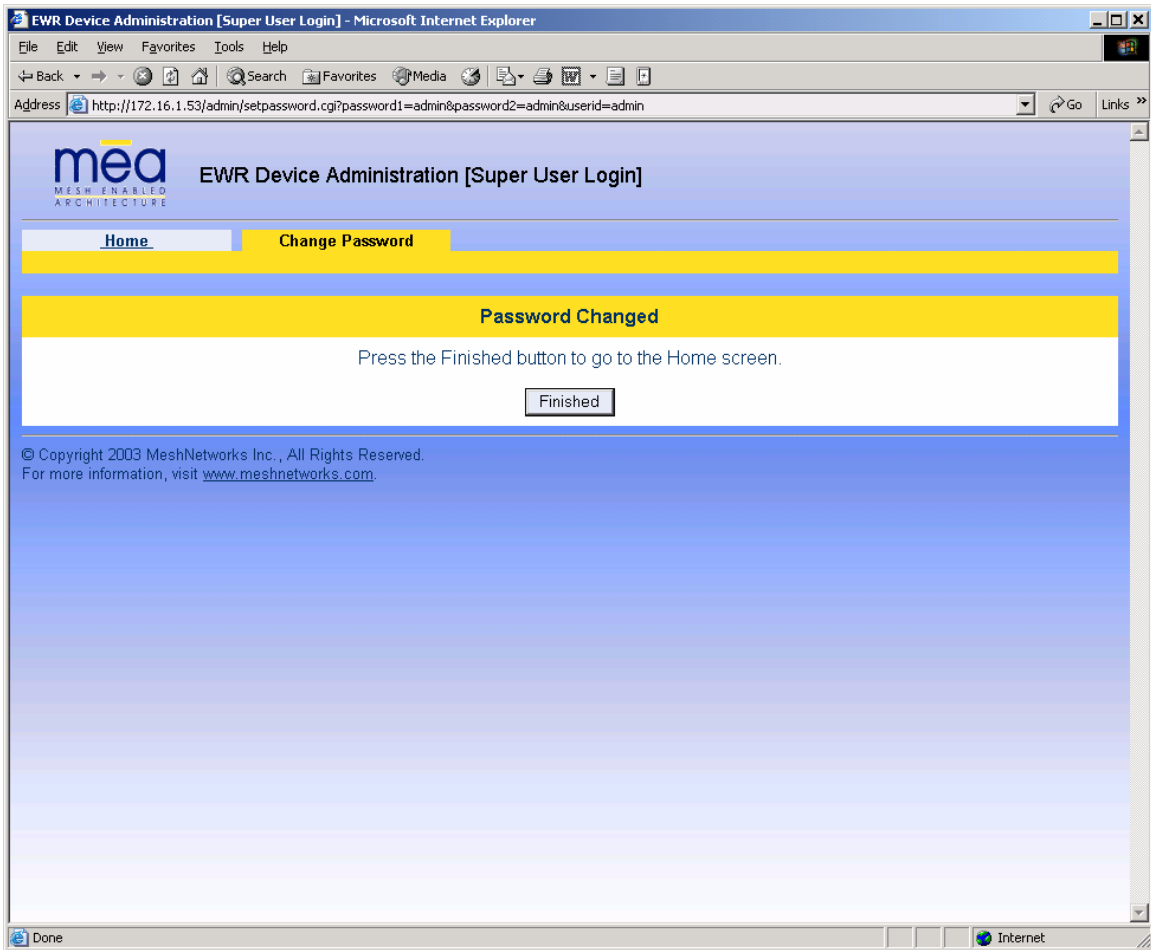 EWR Device Administration [Super User Login] - Microsoft Internet Explorer
File Edit View Favorites Tools Help
Back Search Favorites Media
Address http://172.16.1.53/admin/setpassword.cgi?password1=admin&password2=admin&userid=admin Go Links »
mea
MESH ENABLED
ARCHITECTURE
EWR Device Administration [Super User Login]
Home Change Password
Password Changed
Press the Finished button to go to the Home screen.
Finished
© Copyright 2003 MeshNetworks Inc., All Rights Reserved.
For more information, visit www.meshnetworks.com.
Done Internet